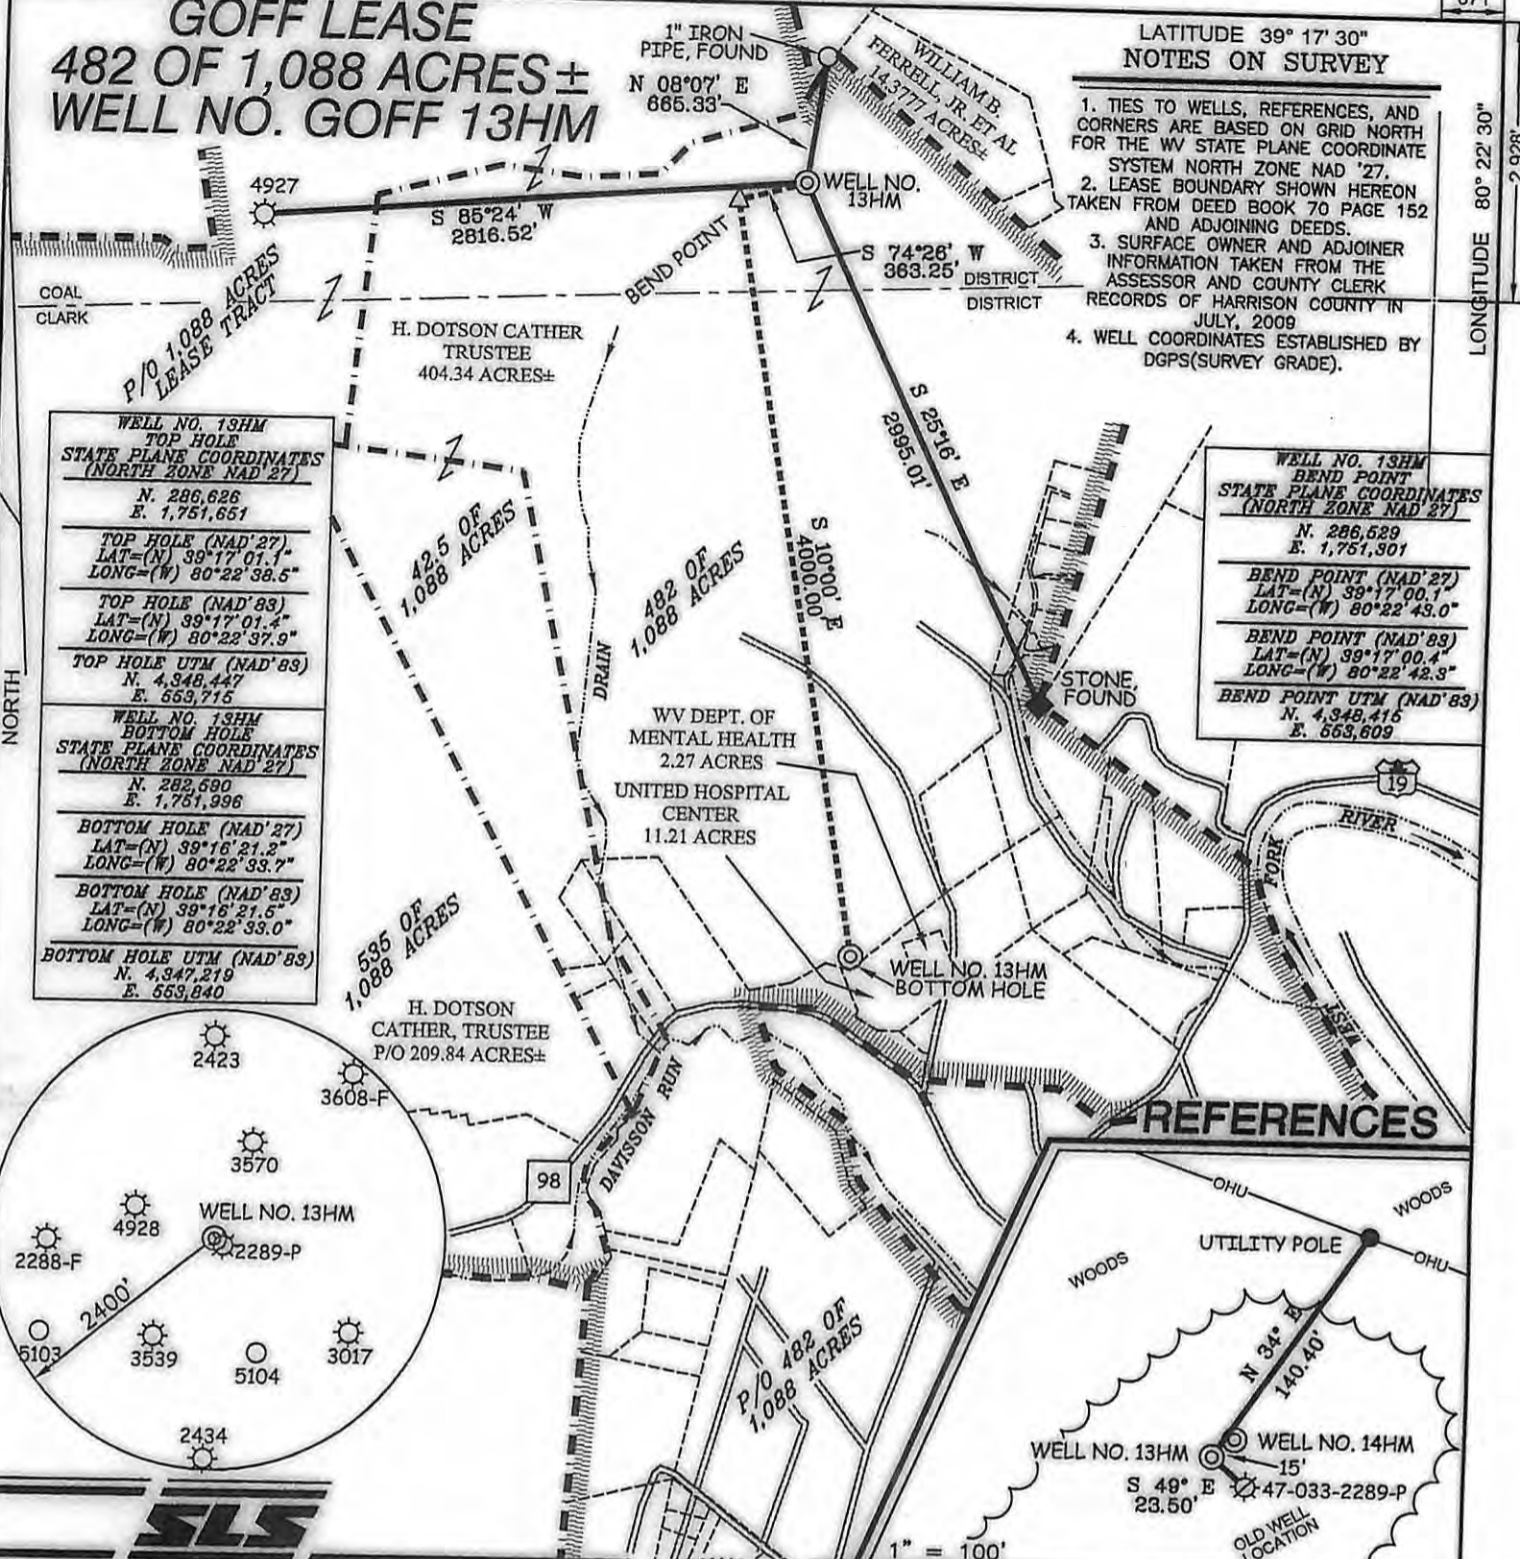 GOFF LEASE
482 OF 1,088 ACRES±
WELL NO. GOFF 13HM
1" IRON
PIPE, FOUND
N 08°07' E
665.33'
WILLIAM B.
FERRELL, JR. ET AL
14.3777 ACRES±
LATITUDE 39° 17' 30"
NOTES ON SURVEY
1. TIES TO WELLS, REFERENCES, AND
CORNERS ARE BASED ON GRID NORTH
FOR THE WV STATE PLANE COORDINATE
SYSTEM NORTH ZONE NAD '27.
2. LEASE BOUNDARY SHOWN HEREON
TAKEN FROM DEED BOOK 70 PAGE 152
AND ADJOINING DEEDS.
3. SURFACE OWNER AND ADJOINER
INFORMATION TAKEN FROM THE
ASSESSOR AND COUNTY CLERK
RECORDS OF HARRISON COUNTY IN
JULY, 2009
4. WELL COORDINATES ESTABLISHED BY
DGPS(SURVEY GRADE).
LONGITUDE 80° 22' 30"
2,928'
4927
S 85°24' W
2816.52'
WELL NO.
13HM
BEND POINT
S 74°26' W
363.25'
DISTRICT
DISTRICT
COAL
CLARK
P/O 1,088 ACRES
LEASE TRACT
H. DOTSON CATHER
TRUSTEE
404.34 ACRES±
S 25°16' E
2995.01'
WELL NO. 13HM
TOP HOLE
STATE PLANE COORDINATES
(NORTH ZONE NAD'27)
N. 286,626
E. 1,751,651
TOP HOLE (NAD'27)
LAT=(N) 39°17'01.1"
LONG=(W) 80°22'38.5"
TOP HOLE (NAD'83)
LAT=(N) 39°17'01.4"
LONG=(W) 80°22'37.9"
TOP HOLE UTM (NAD'83)
N. 4,348,447
E. 553,715
WELL NO. 13HM
BOTTOM HOLE
STATE PLANE COORDINATES
(NORTH ZONE NAD'27)
N. 282,590
E. 1,751,996
BOTTOM HOLE (NAD'27)
LAT=(N) 39°16'21.2"
LONG=(W) 80°22'33.7"
BOTTOM HOLE (NAD'83)
LAT=(N) 39°16'21.5"
LONG=(W) 80°22'33.0"
BOTTOM HOLE UTM (NAD'83)
N. 4,347,219
E. 553,840
WELL NO. 13HM
BEND POINT
STATE PLANE COORDINATES
(NORTH ZONE NAD'27)
N. 286,529
E. 1,751,301
BEND POINT (NAD'27)
LAT=(N) 39°17'00.1"
LONG=(W) 80°22'43.0"
BEND POINT (NAD'83)
LAT=(N) 39°17'00.4"
LONG=(W) 80°22'42.3"
BEND POINT UTM (NAD'83)
N. 4,348,415
E. 553,609
NORTH
42.5 OF
1,088 ACRES
482 OF
1,088 ACRES
S 10°00' E
4000.00'
DRAIN
STONE,
FOUND
WV DEPT. OF
MENTAL HEALTH
2.27 ACRES
UNITED HOSPITAL
CENTER
11.21 ACRES
19
RIVER
FORK
WEST
535 OF
1,088 ACRES
H. DOTSON
CATHER, TRUSTEE
P/O 209.84 ACRES±
WELL NO. 13HM
BOTTOM HOLE
98
DAVISSON RUN
2423
3608-F
3570
4928
WELL NO. 13HM
2288-F
2289-P
2400'
5103
3539
5104
3017
2434
P/O 482 OF
1,088 ACRES
REFERENCES
OHU
WOODS
UTILITY POLE
OHU
WOODS
N 34° E
140.40'
WELL NO. 13HM
WELL NO. 14HM
15'
S 49° E
23.50'
47-033-2289-P
OLD WELL
LOCATION
1" = 100'
SLS